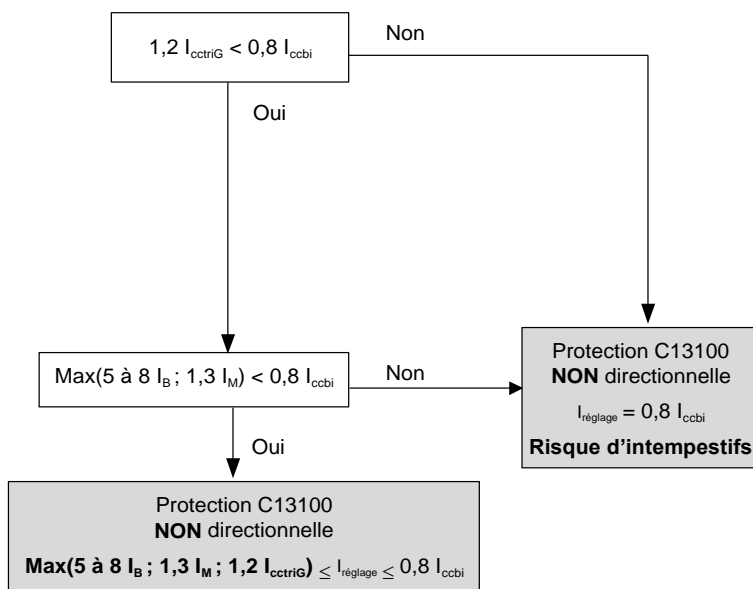 1,2 IcctriG < 0,8 Iccbi
Non
Oui
Max(5 à 8 IB ; 1,3 IM) < 0,8 Iccbi
Non
Oui
Protection C13100
NON directionnelle
Iréglage = 0,8 Iccbi
Risque d'intempestifs
Protection C13100
NON directionnelle
Max(5 à 8 IB ; 1,3 IM ; 1,2 IcctriG) ≤ Iréglage ≤ 0,8 Iccbi